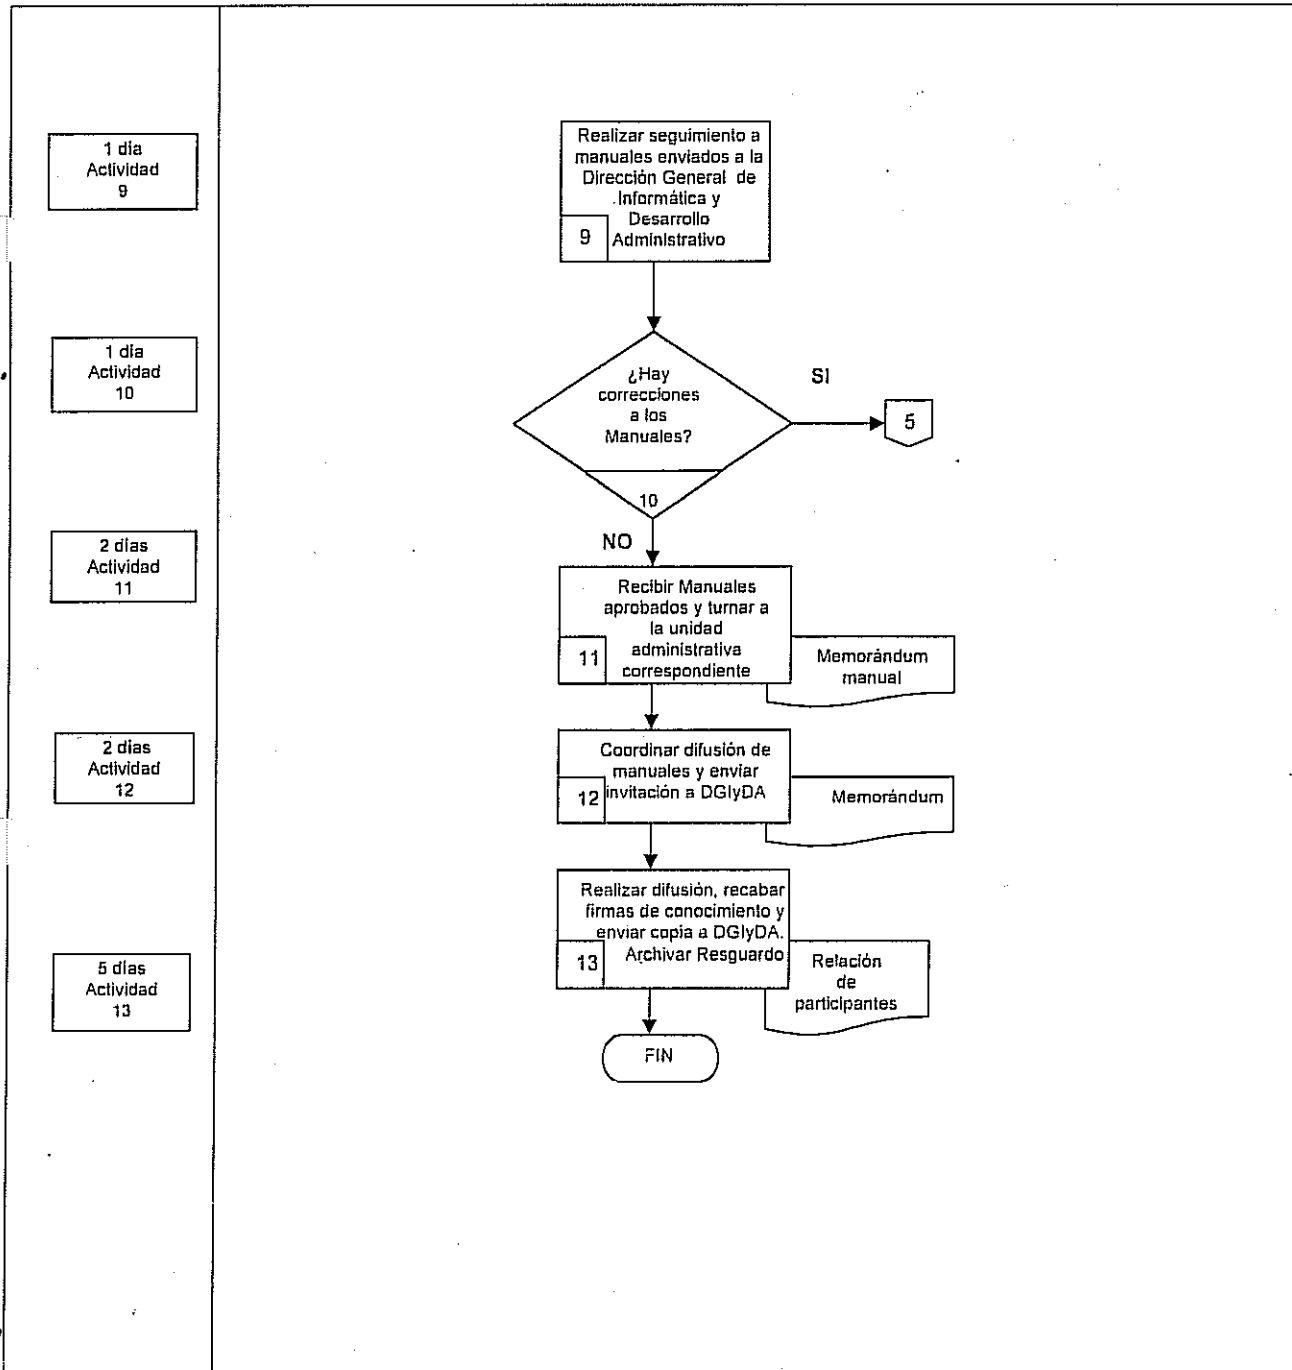 1 día
Actividad
9
Realizar seguimiento a
manuales enviados a la
Dirección General de
Informática y
Desarrollo
Administrativo
9
1 día
Actividad
10
¿Hay
correcciones
a los
Manuales?
10
SI
5
NO
2 días
Actividad
11
Recibir Manuales
aprobados y turnar a
la unidad
administrativa
correspondiente
11
Memorándum
manual
2 días
Actividad
12
Coordinar difusión de
manuales y enviar
invitación a DGIyDA
12
Memorándum
5 días
Actividad
13
Realizar difusión, recabar
firmas de conocimiento y
enviar copia a DGIyDA.
Archivar Resguardo
13
Relación
de
participantes
FIN